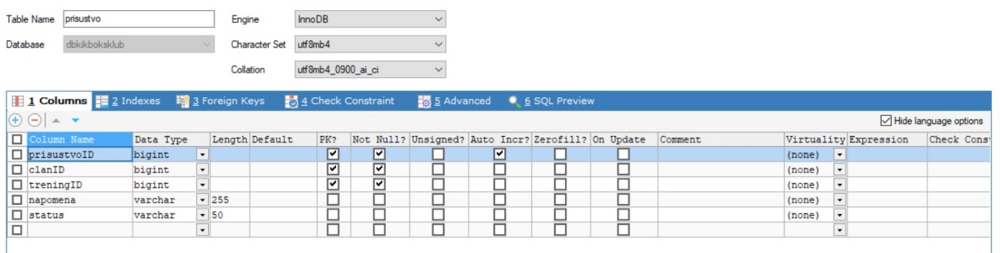 Table Name prisustvo Engine InnoDB
Database dbkikboksklub Character Set utf8mb4
Collation utf8mb4_0900_ai_ci
1 Columns 2 Indexes 3 Foreign Keys 4 Check Constraint 5 Advanced 6 SQL Preview
Hide language options
Column Name Data Type Length Default PK? Not Null? Unsigned? Auto Incr? Zerofill? On Update Comment Virtuality Expression Check Cons
prisustvoID bigint (none)
clanID bigint (none)
treningID bigint (none)
napomena varchar 255 (none)
status varchar 50 (none)